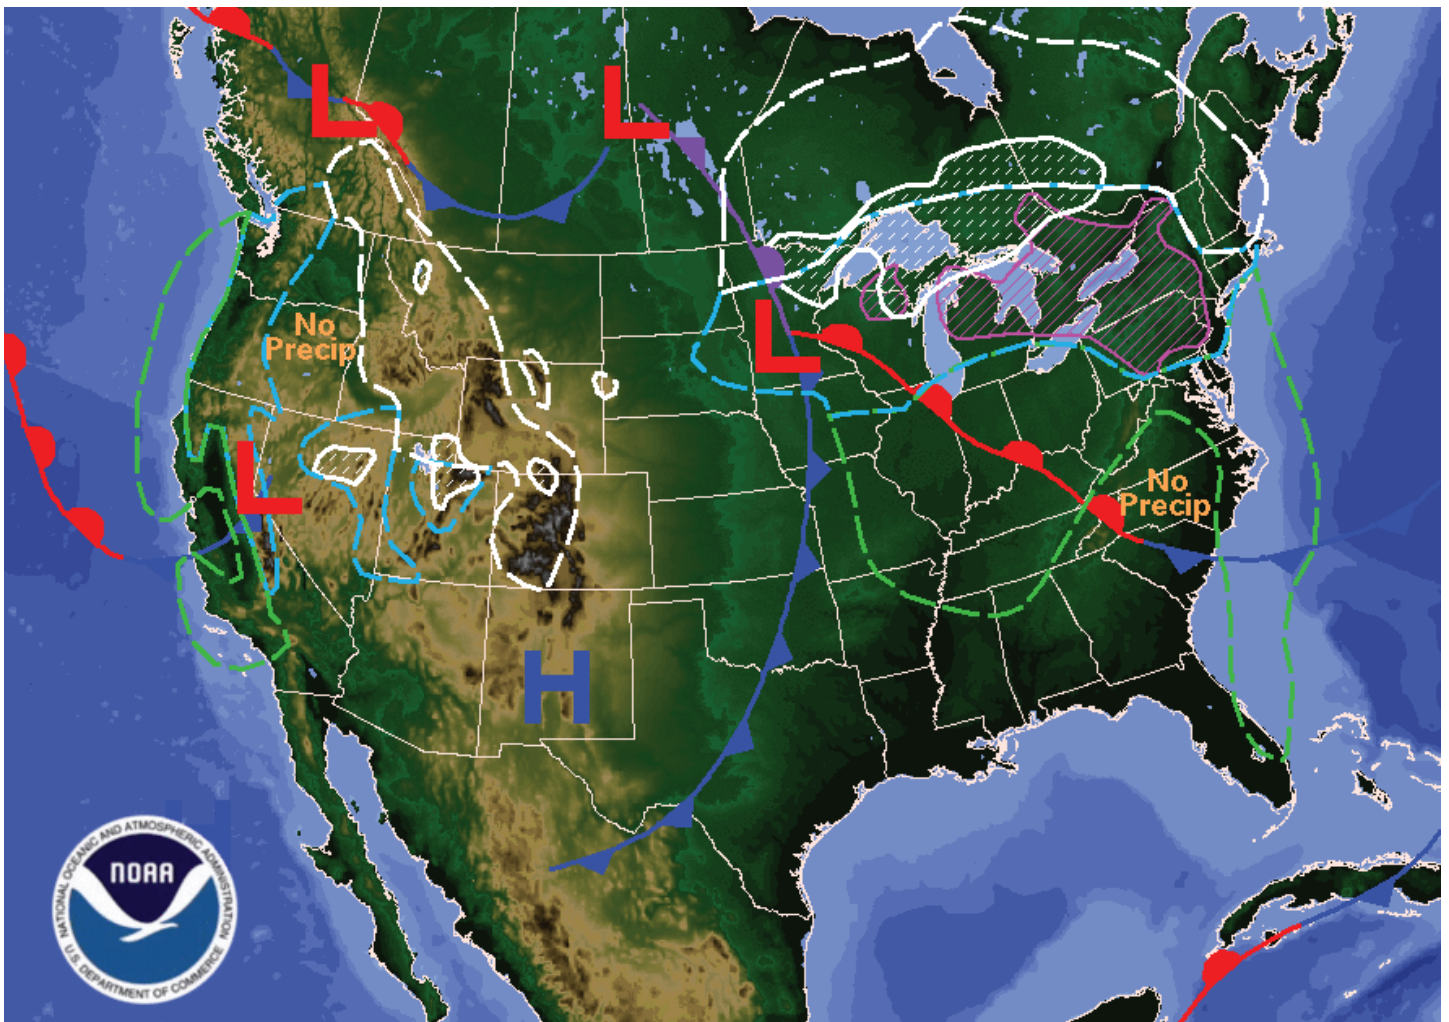 L
L
No
Precip
L
L
No
Precip
H
NATIONAL OCEANIC AND ATMOSPHERIC ADMINISTRATION
NOAA
U.S. DEPARTMENT OF COMMERCE